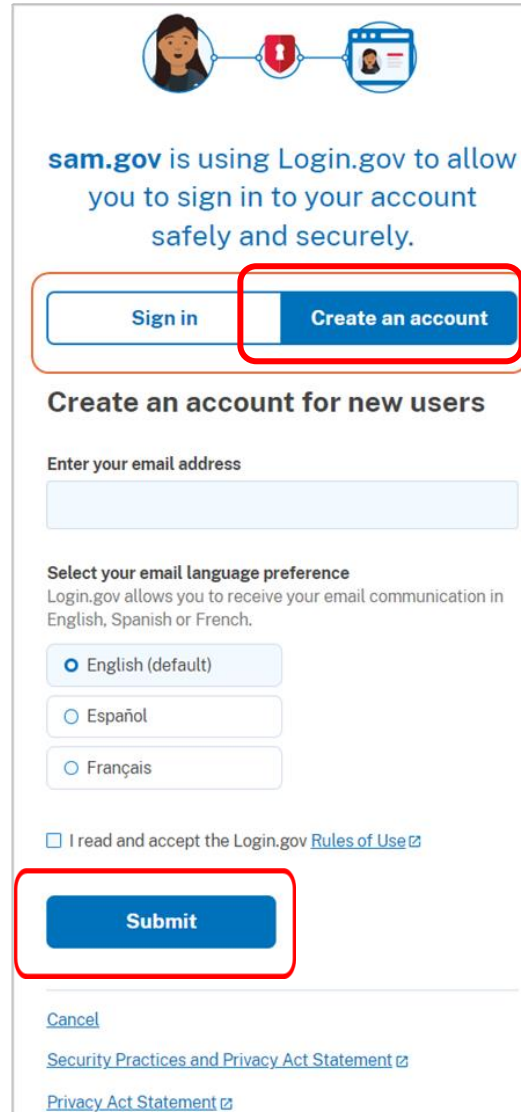 sam.gov is using Login.gov to allow
you to sign in to your account
safely and securely.
Sign in
Create an account
Create an account for new users
Enter your email address
Select your email language preference
Login.gov allows you to receive your email communication in
English, Spanish or French.
English (default)
Español
Français
I read and accept the Login.gov Rules of Use
Submit
Cancel
Security Practices and Privacy Act Statement
Privacy Act Statement